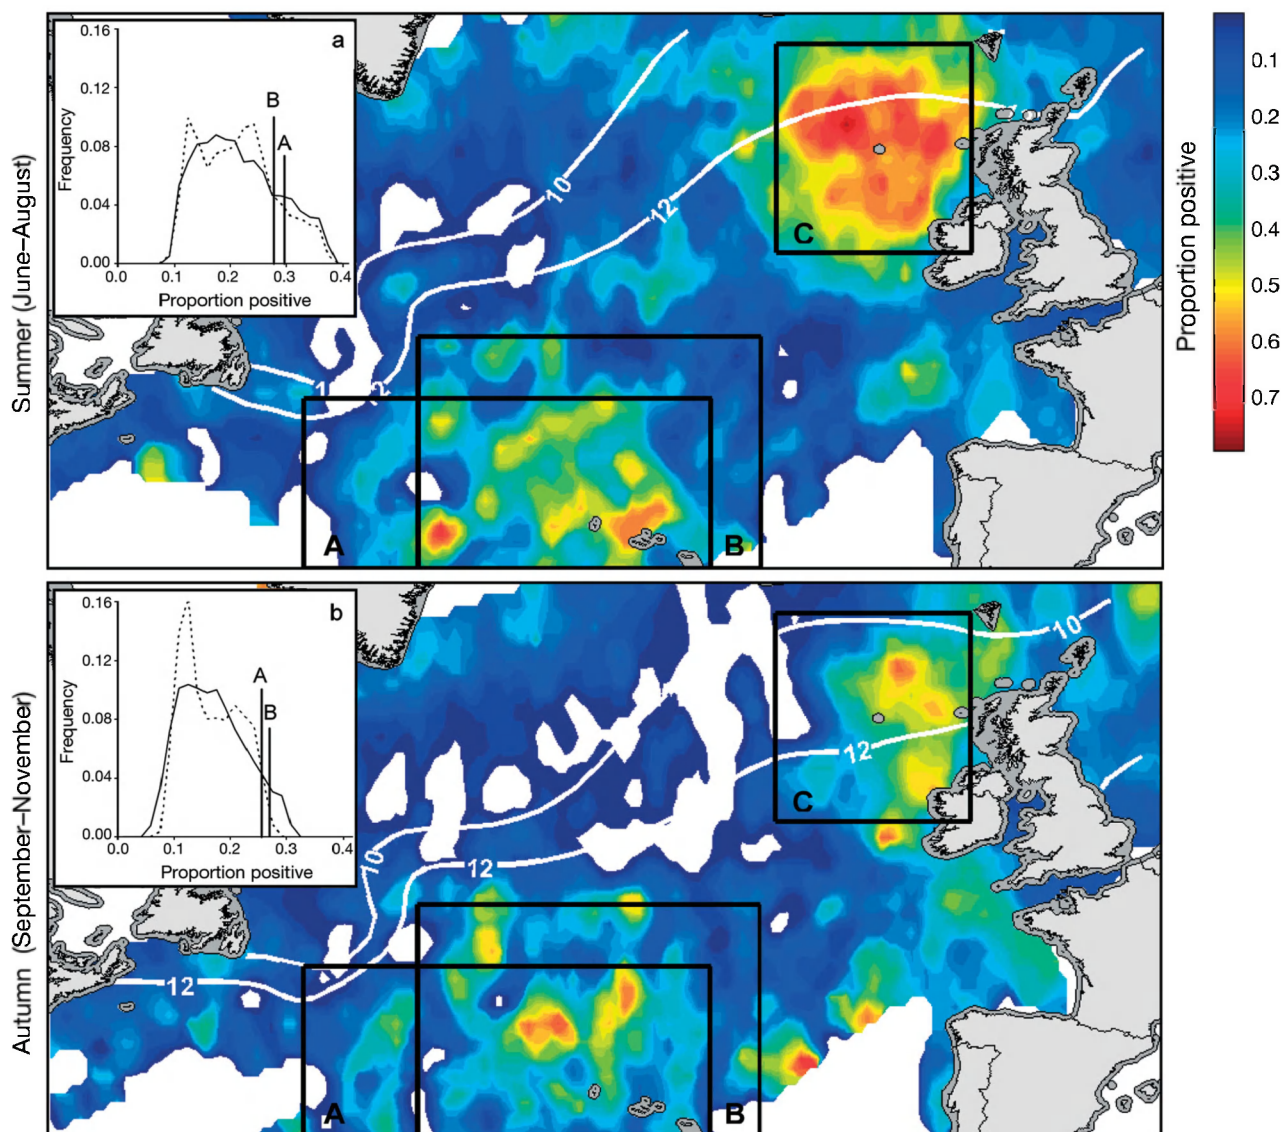 Summer (June–August)
a
0.16
0.12
0.08
0.04
0.00
Frequency
B
A
0.0
0.1
0.2
0.3
0.4
Proportion positive
10
12
12
C
A
B
0.1
0.2
0.3
0.4
0.5
0.6
0.7
Proportion positive
Autumn (September–November)
b
0.16
0.12
0.08
0.04
0.00
Frequency
A
B
0.0
0.1
0.2
0.3
0.4
Proportion positive
10
12
C
10
12
12
A
B